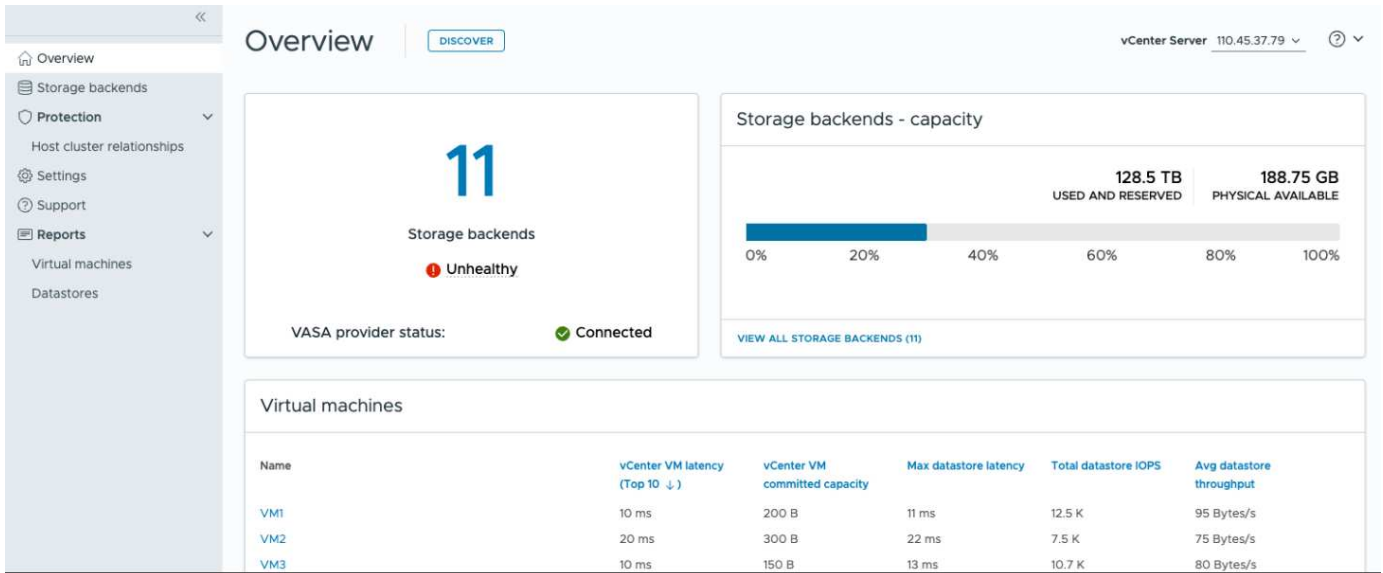 «
Overview
Storage backends
Protection
Host cluster relationships
Settings
Support
Reports
Virtual machines
Datastores
Overview
DISCOVER
vCenter Server 110.45.37.79
11
Storage backends
Unhealthy
VASA provider status: Connected
Storage backends - capacity
128.5 TB 188.75 GB
USED AND RESERVED PHYSICAL AVAILABLE
0% 20% 40% 60% 80% 100%
VIEW ALL STORAGE BACKENDS (11)
Virtual machines
Name vCenter VM latency vCenter VM Max datastore latency Total datastore IOPS Avg datastore
(Top 10 ↓ ) committed capacity throughput
VM1 10 ms 200 B 11 ms 12.5 K 95 Bytes/s
VM2 20 ms 300 B 22 ms 7.5 K 75 Bytes/s
VM3 10 ms 150 B 13 ms 10.7 K 80 Bytes/s